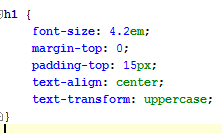 h1 {
font-size: 4.2em;
margin-top: 0;
padding-top: 15px;
text-align: center;
text-transform: uppercase;
}